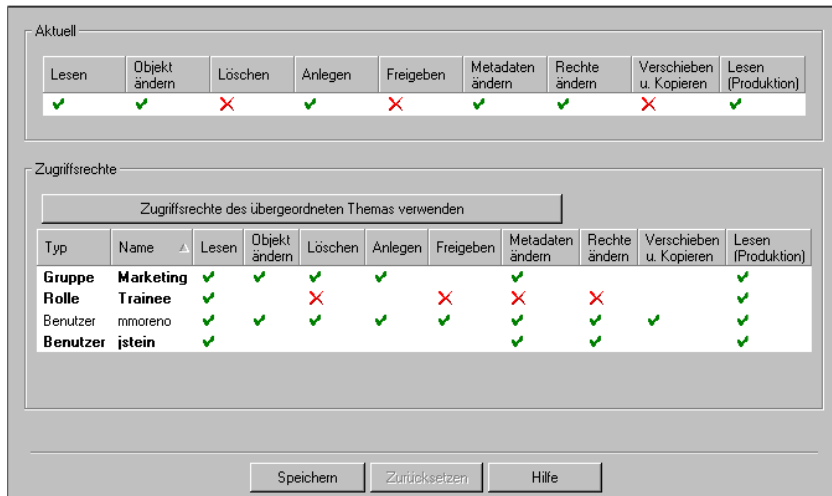 Aktuell
Lesen Objekt ändern Löschen Anlegen Freigeben Metadaten ändern Rechte ändern Verschieben u. Kopieren Lesen (Produktion)
Zugriffsrechte
Zugriffsrechte des übergeordneten Themas verwenden
Typ Name Lesen Objekt ändern Löschen Anlegen Freigeben Metadaten ändern Rechte ändern Verschieben u. Kopieren Lesen (Produktion)
Gruppe Marketing
Rolle Trainee
Benutzer mmoreno
Benutzer jstein
Speichern Zurücksetzen Hilfe